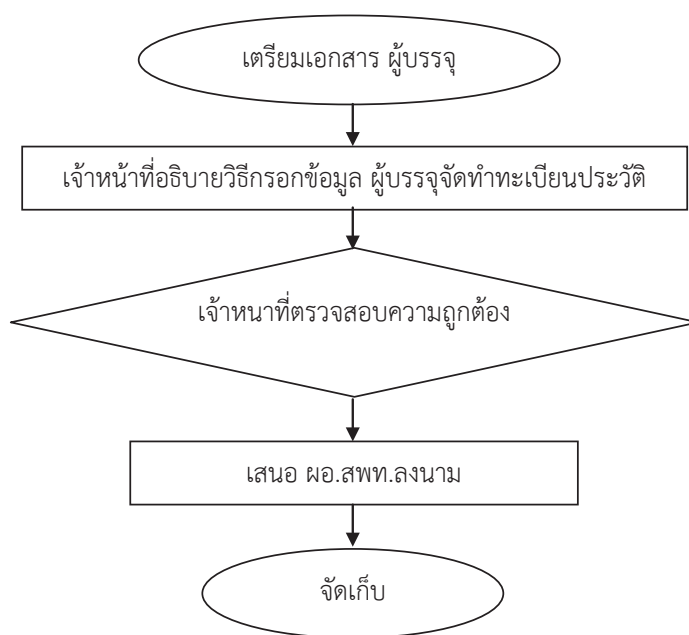 เตรียมเอกสาร ผู้บรรจุ
เจ้าหน้าที่อธิบายวิธีกรอกข้อมูล ผู้บรรจุจัดทำทะเบียนประวัติ
เจ้าหนาที่ตรวจสอบความถูกต้อง
เสนอ ผอ.สพท.ลงนาม
จัดเก็บ